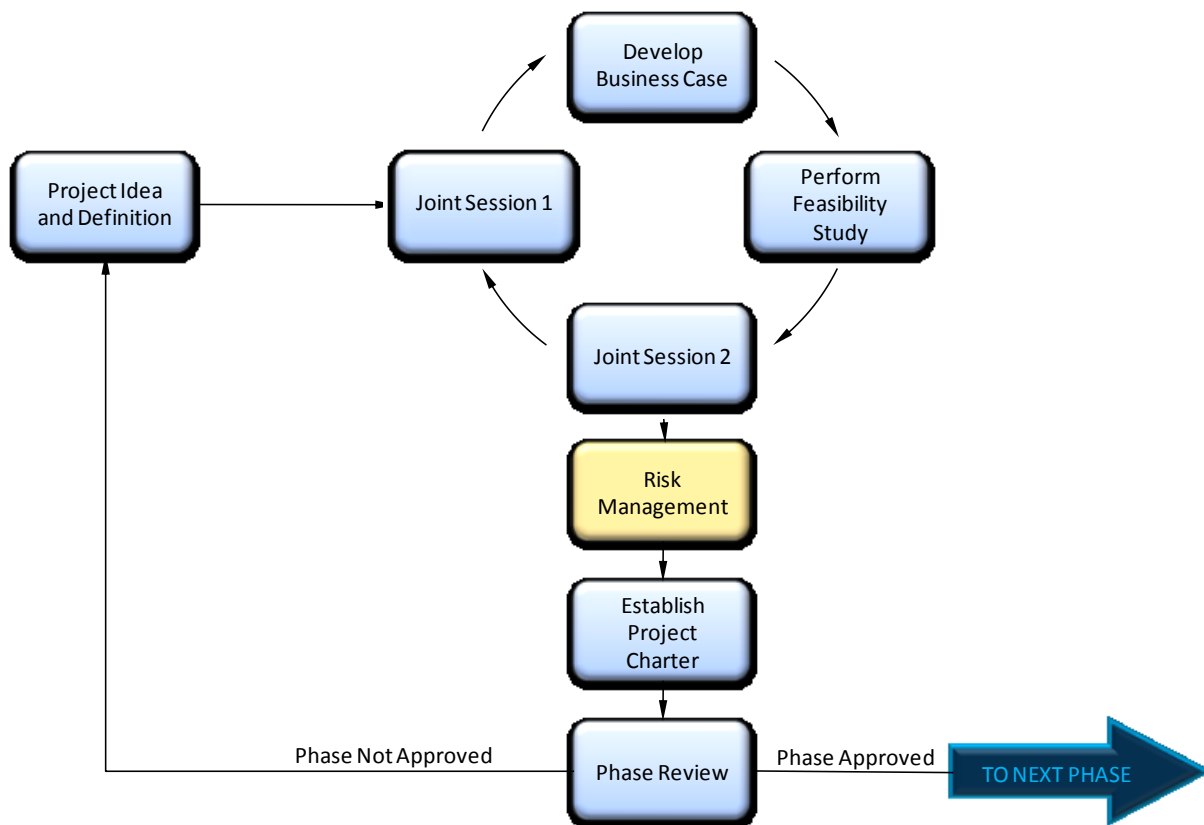 Develop
Business Case
Project Idea
and Definition
Joint Session 1
Perform
Feasibility
Study
Joint Session 2
Risk
Management
Establish
Project
Charter
Phase Not Approved
Phase Review
Phase Approved
TO NEXT PHASE